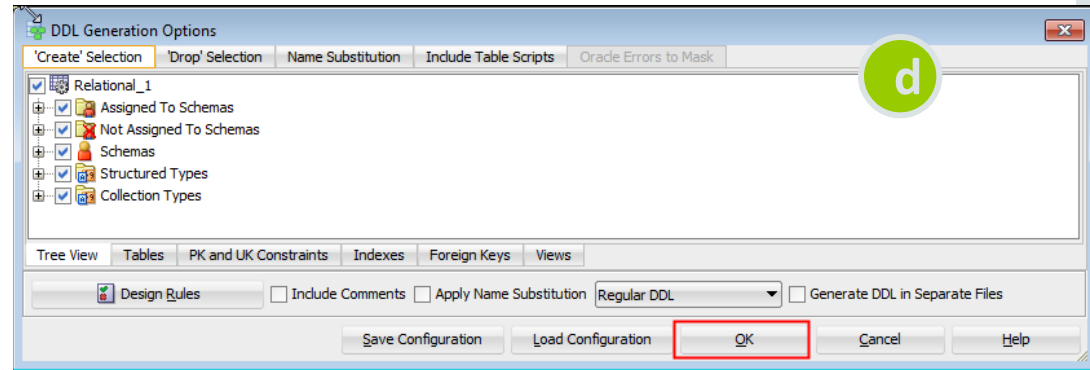 DDL Generation Options
'Create' Selection 'Drop' Selection Name Substitution Include Table Scripts Oracle Errors to Mask
d
Relational_1
Assigned To Schemas
Not Assigned To Schemas
Schemas
Structured Types
Collection Types
Tree View Tables PK and UK Constraints Indexes Foreign Keys Views
Design Rules Include Comments Apply Name Substitution Regular DDL Generate DDL in Separate Files
Save Configuration Load Configuration OK Cancel Help